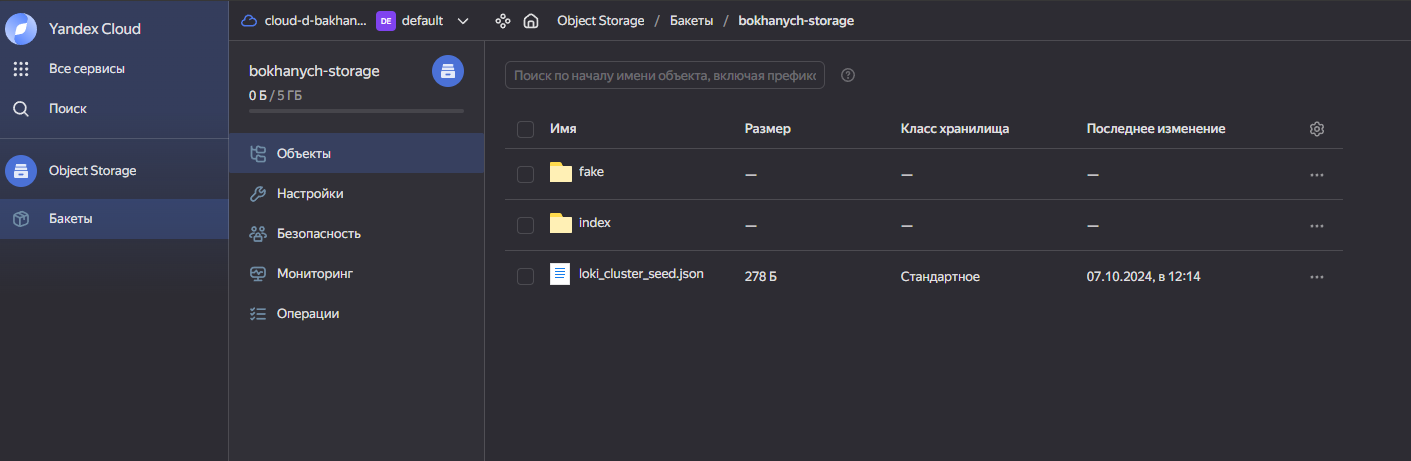 Yandex Cloud
Все сервисы
Поиск
Object Storage
Бакеты
cloud-d-bakhan... DE default
Object Storage / Бакеты / bokhanych-storage
bokhanych-storage
0 Б / 5 ГБ
Объекты
Настройки
Безопасность
Мониторинг
Операции
Поиск по началу имени объекта, включая префикс
Имя Размер Класс хранилища Последнее изменение
fake — — —
index — — —
loki_cluster_seed.json 278 Б Стандартное 07.10.2024, в 12:14